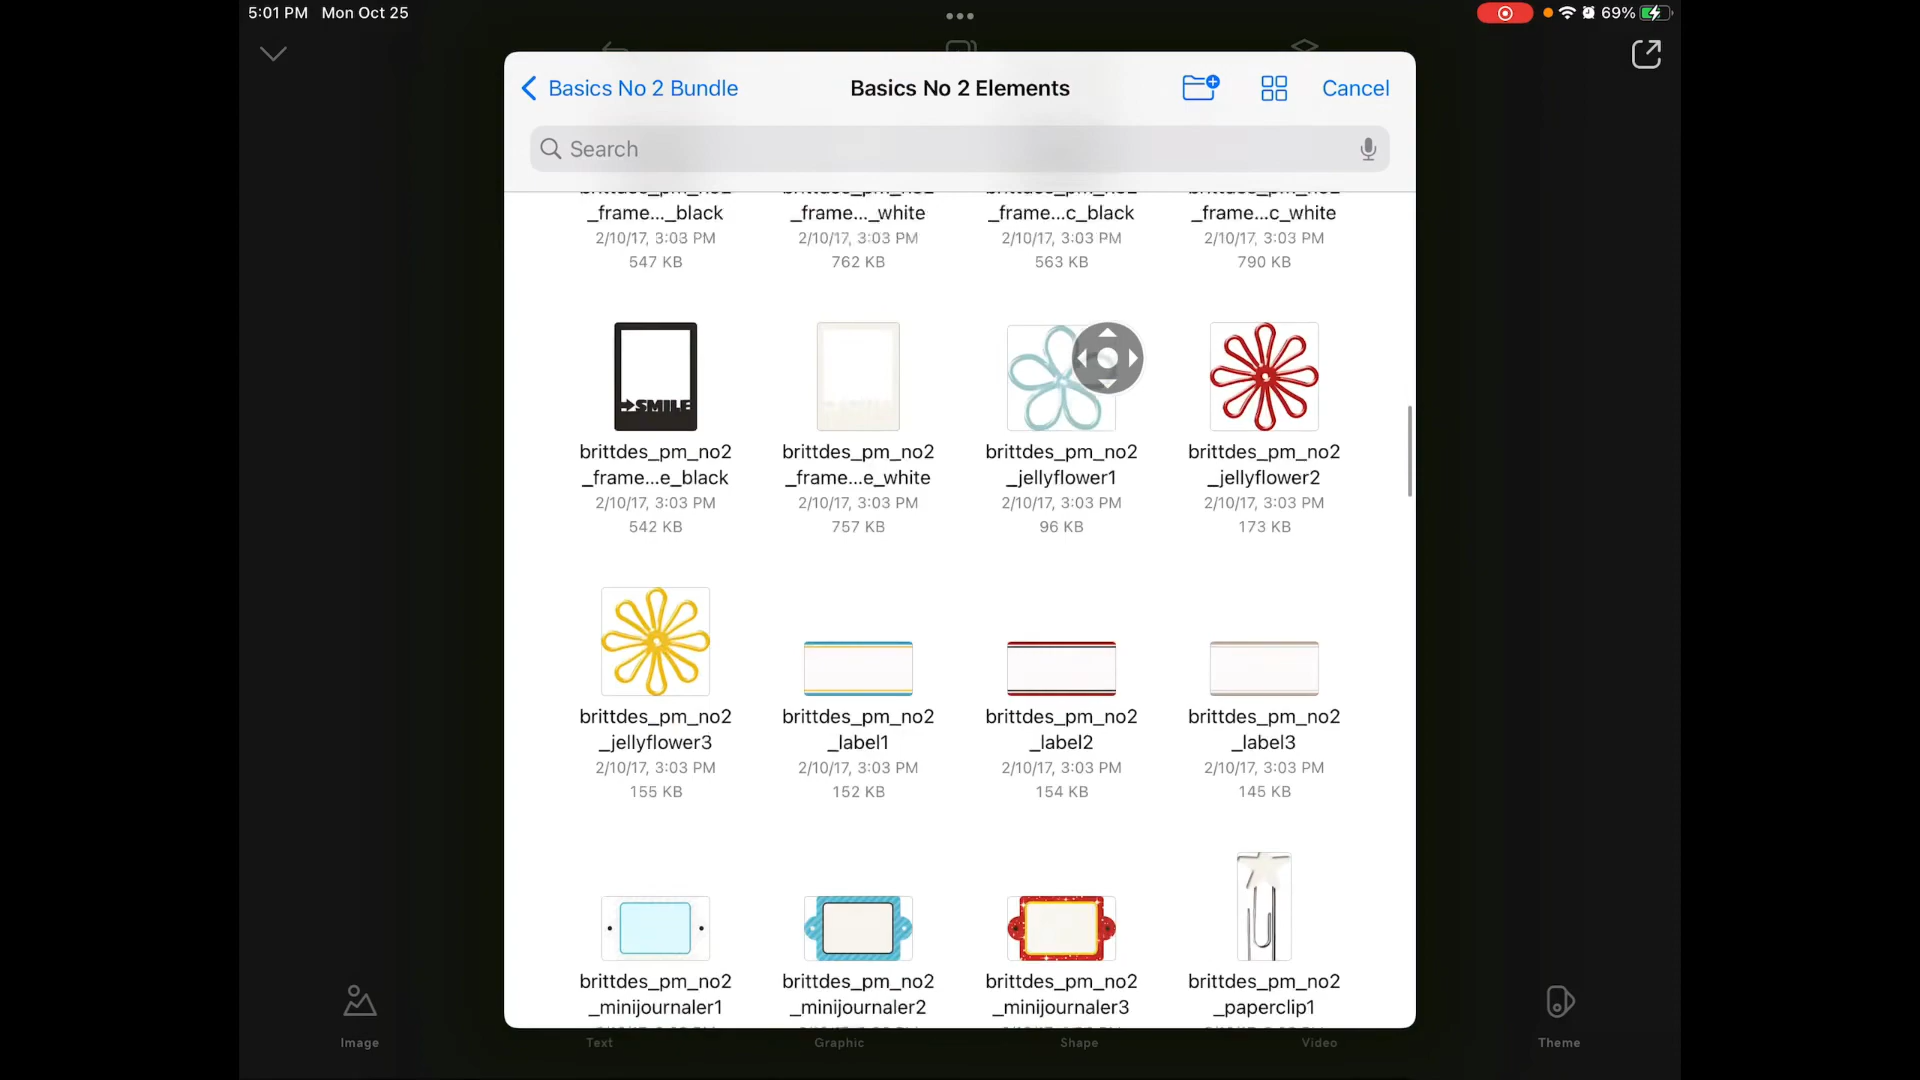 5:01 PM Mon Oct 25
69%
Basics No 2 Bundle
Basics No 2 Elements
Cancel
Search
_frame..._black
_frame..._white
_frame...c_black
_frame...c_white
2/10/17, 3:03 PM
2/10/17, 3:03 PM
2/10/17, 3:03 PM
2/10/17, 3:03 PM
547 KB
762 KB
563 KB
790 KB
SMILE
brittdes_pm_no2
_frame...e_black
2/10/17, 3:03 PM
542 KB
brittdes_pm_no2
_frame...e_white
2/10/17, 3:03 PM
757 KB
brittdes_pm_no2
_jellyflower1
2/10/17, 3:03 PM
96 KB
brittdes_pm_no2
_jellyflower2
2/10/17, 3:03 PM
173 KB
brittdes_pm_no2
_jellyflower3
2/10/17, 3:03 PM
155 KB
brittdes_pm_no2
_label1
2/10/17, 3:03 PM
152 KB
brittdes_pm_no2
_label2
2/10/17, 3:03 PM
154 KB
brittdes_pm_no2
_label3
2/10/17, 3:03 PM
145 KB
brittdes_pm_no2
_minijournaler1
brittdes_pm_no2
_minijournaler2
brittdes_pm_no2
_minijournaler3
brittdes_pm_no2
_paperclip1
Image
Text
Graphic
Shape
Video
Theme